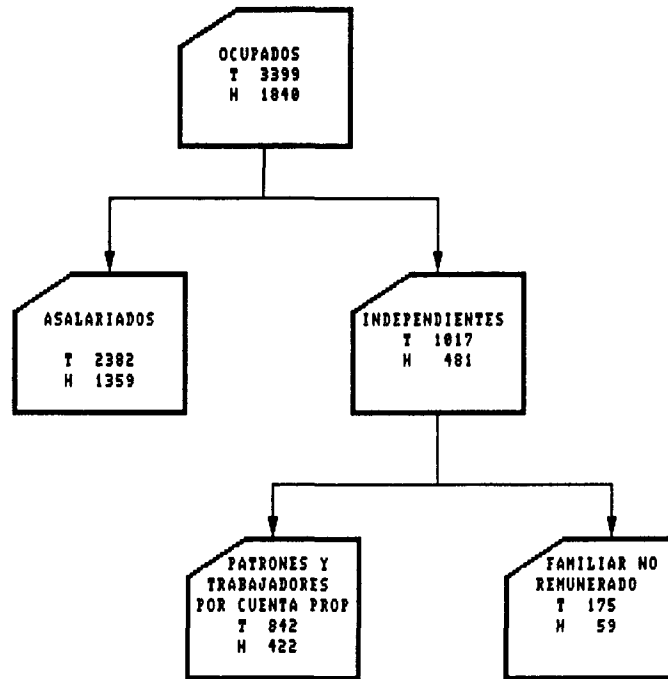 OCUPADOS
T 3399
H 1840
ASALARIADOS
T 2382
H 1359
INDEPENDIENTES
T 1017
H 481
PATRONES Y
TRABAJADORES
POR CUENTA PROP
T 842
H 422
FAMILIAR NO
REMUNERADO
T 175
H 59